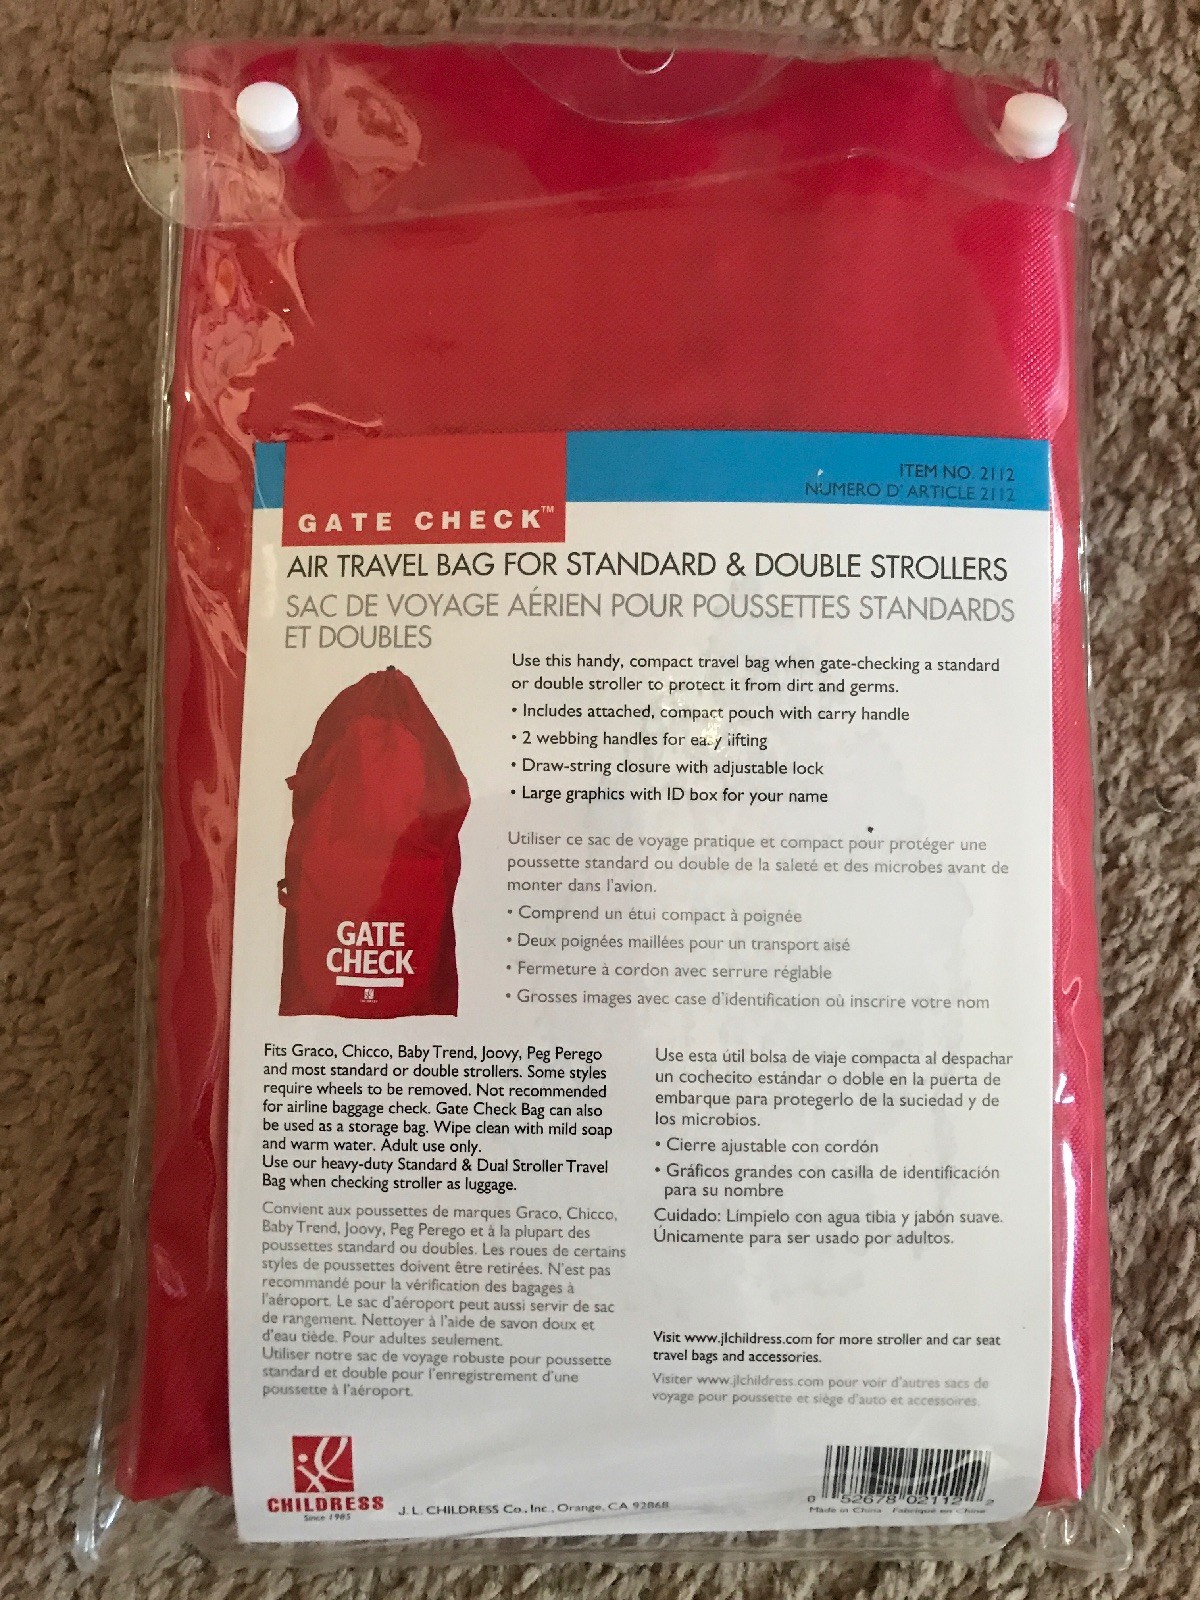 ITEM NO. 2112
NUMERO D' ARTICLE 2112
GATE CHECK™
AIR TRAVEL BAG FOR STANDARD & DOUBLE STROLLERS
SAC DE VOYAGE AÉRIEN POUR POUSSETTES STANDARDS
ET DOUBLES
Use this handy, compact travel bag when gate-checking a standard
or double stroller to protect it from dirt and germs.
• Includes attached, compact pouch with carry handle
• 2 webbing handles for easy lifting
• Draw-string closure with adjustable lock
• Large graphics with ID box for your name
Utiliser ce sac de voyage pratique et compact pour protéger une
poussette standard ou double de la saleté et des microbes avant de
monter dans l'avion.
• Comprend un étui compact à poignée
• Deux poignées maillées pour un transport aisé
• Fermeture à cordon avec serrure réglable
• Grosses images avec case d'identification où inscrire votre nom
GATE
CHECK
Fits Graco, Chicco, Baby Trend, Joovy, Peg Perego
and most standard or double strollers. Some styles
require wheels to be removed. Not recommended
for airline baggage check. Gate Check Bag can also
be used as a storage bag. Wipe clean with mild soap
and warm water. Adult use only.
Use our heavy-duty Standard & Dual Stroller Travel
Bag when checking stroller as luggage.
Convient aux poussettes de marques Graco, Chicco,
Baby Trend, Joovy, Peg Perego et à la plupart des
poussettes standard ou doubles. Les roues de certains
styles de poussettes doivent être retirées. N'est pas
recommandé pour la vérification des bagages à
l'aéroport. Le sac d'aéroport peut aussi servir de sac
de rangement. Nettoyer à l'aide de savon doux et
d'eau tiède. Pour adultes seulement.
Utiliser notre sac de voyage robuste pour poussette
standard et double pour l'enregistrement d'une
poussette à l'aéroport.
Use esta útil bolsa de viaje compacta al despachar
un cochecito estándar o doble en la puerta de
embarque para protegerlo de la suciedad y de
los microbios.
• Cierre ajustable con cordón
• Gráficos grandes con casilla de identificación
para su nombre
Cuidado: Límpielo con agua tibia y jabón suave.
Únicamente para ser usado por adultos.
Visit www.jlchildress.com for more stroller and car seat
travel bags and accessories.
Visiter www.jlchildress.com pour voir d'autres sacs de
voyage pour poussette et siège d'auto et accessoires.
CHILDRESS
Since 1985
J. L. CHILDRESS Co., Inc., Orange, CA 92868
0 52678 02112 2
Made in China Fabriqué en Chine